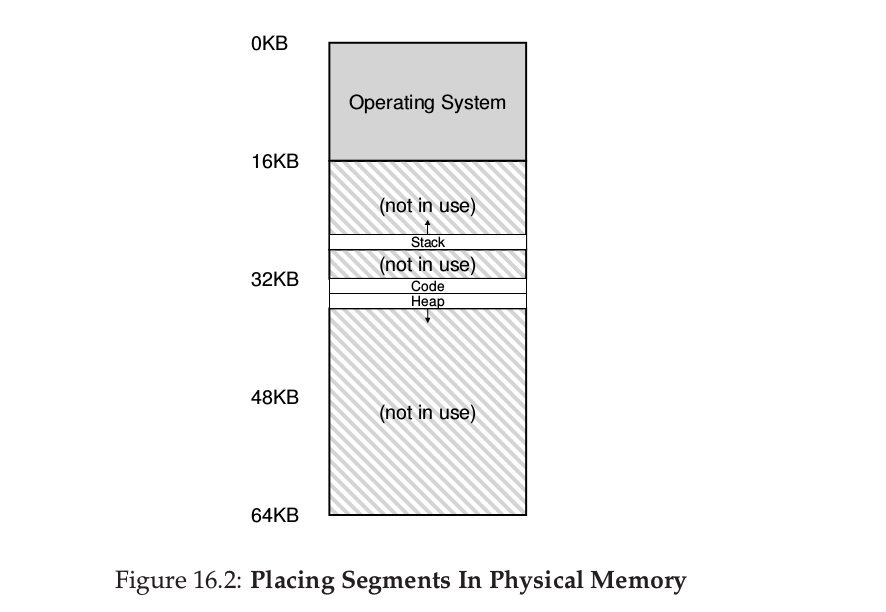 0KB
Operating System
16KB
(not in use)
Stack
(not in use)
32KB
Code
Heap
48KB
(not in use)
64KB
Figure 16.2: Placing Segments In Physical Memory